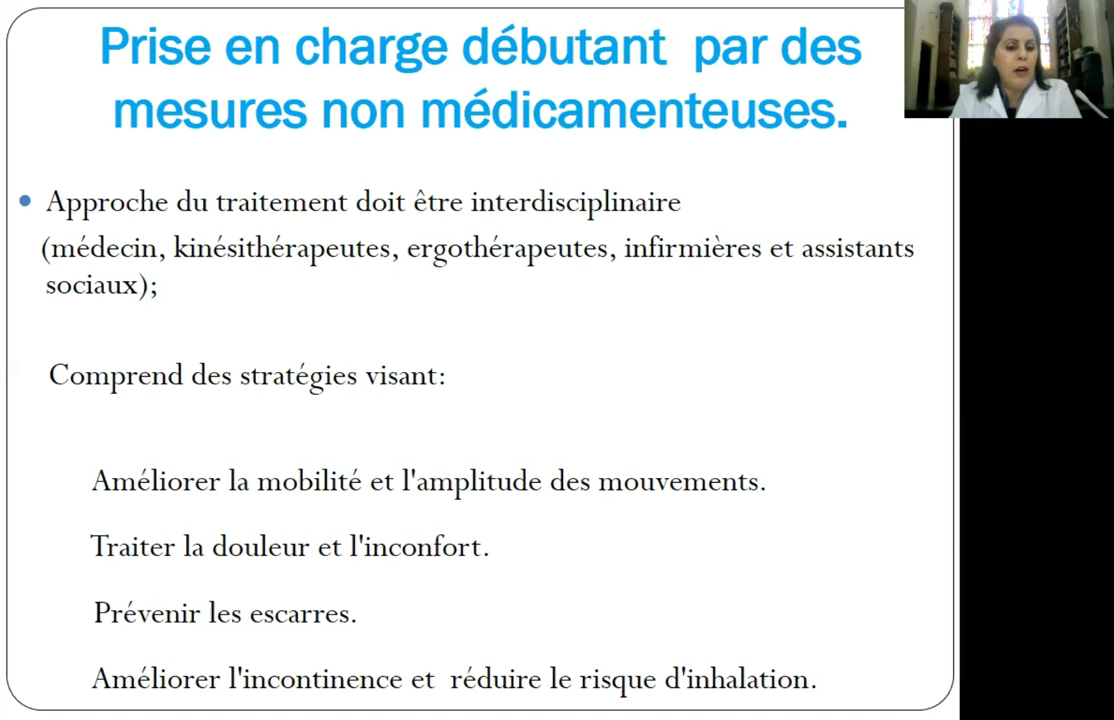 Prise en charge débutant par des
mesures non médicamenteuses.
Approche du traitement doit être interdisciplinaire
(médecin, kinésithérapeutes, ergothérapeutes, infirmières et assistants
sociaux);
Comprend des stratégies visant:
Améliorer la mobilité et l'amplitude des mouvements.
Traiter la douleur et l'inconfort.
Prévenir les escarres.
Améliorer l'incontinence et réduire le risque d'inhalation.